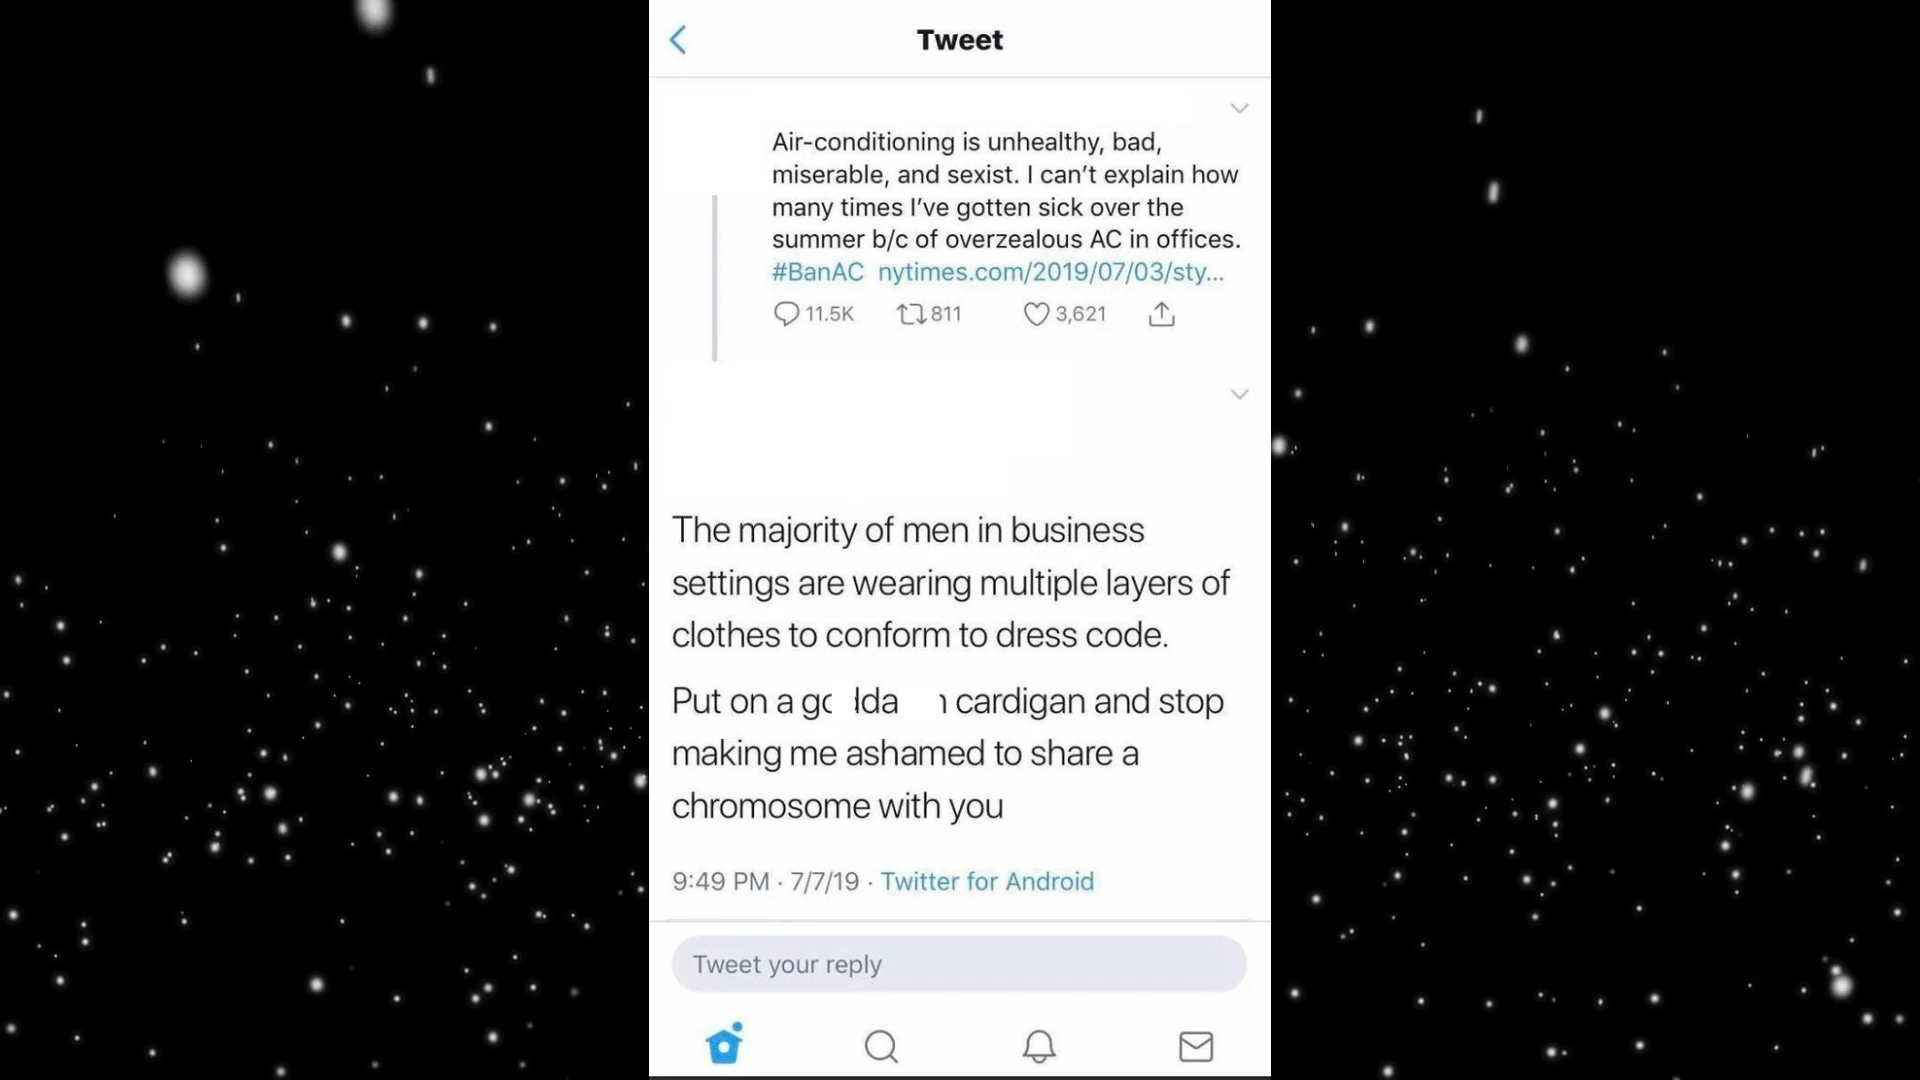 Tweet
Air-conditioning is unhealthy, bad,
miserable, and sexist. I can’t explain how
many times I’ve gotten sick over the
summer b/c of overzealous AC in offices.
#BanAC nytimes.com/2019/07/03/sty...
11.5K 811 3,621
The majority of men in business
settings are wearing multiple layers of
clothes to conform to dress code.
Put on a cardigan and stop
making me ashamed to share a
chromosome with you
9:49 PM · 7/7/19 · Twitter for Android
Tweet your reply